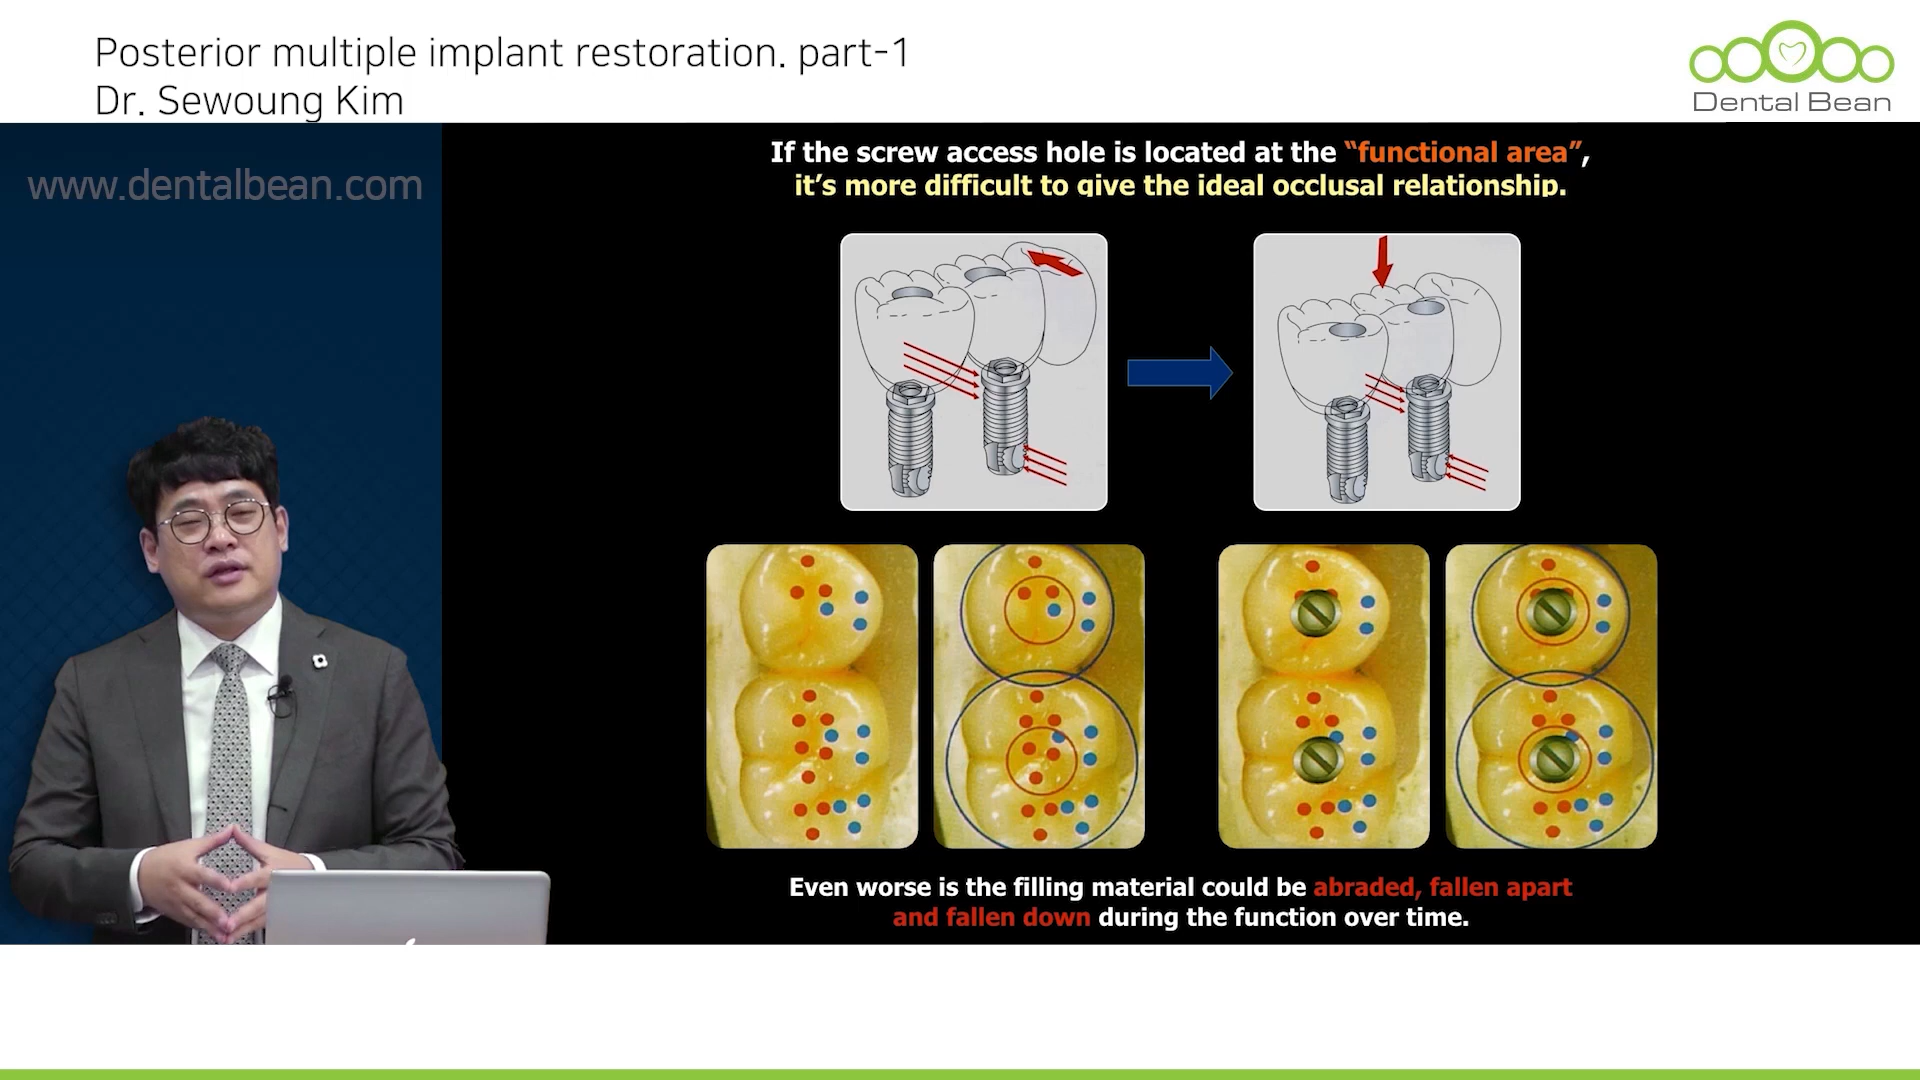 Posterior multiple implant restoration. part-1
Dr. Sewoung Kim
Dental Bean
www.dentalbean.com
If the screw access hole is located at the “functional area”,
it’s more difficult to give the ideal occlusal relationship.
Even worse is the filling material could be abraded, fallen apart
and fallen down during the function over time.